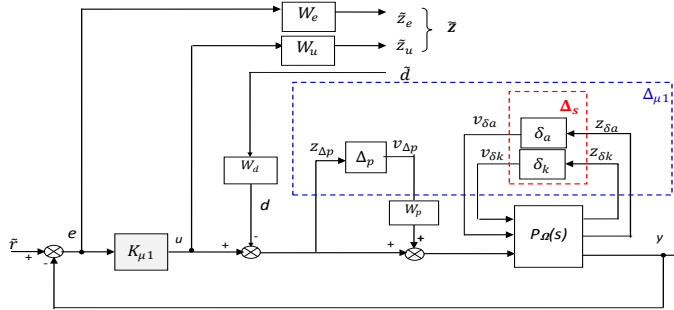 W_e
z̃_e
z̃
W_u
z̃_u
d̃
Δ_μ1
Δ_s
v_δa
δ_a
z_δa
z_Δp
v_Δp
Δ_p
v_δk
δ_k
z_δk
W_d
W_p
d
r̃
e
u
y
K_μ1
P_Ω(s)
+
-
+
-
+
+